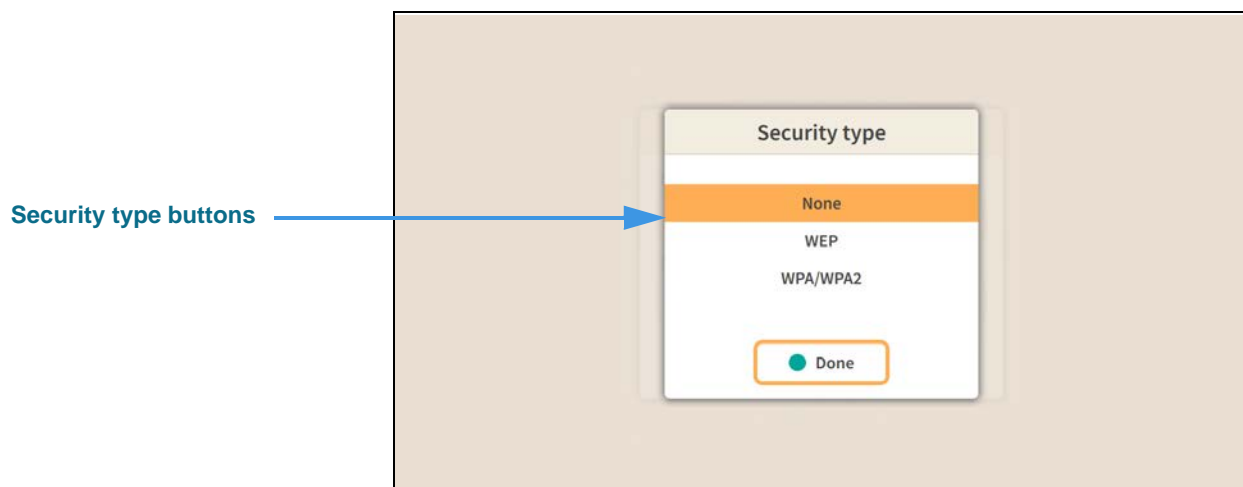 Security type
Security type buttons
None
WEP
WPA/WPA2
Done